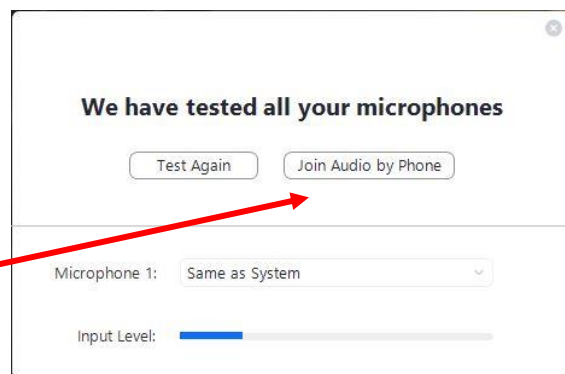 We have tested all your microphones
Test Again Join Audio by Phone
Microphone 1: Same as System
Input Level: